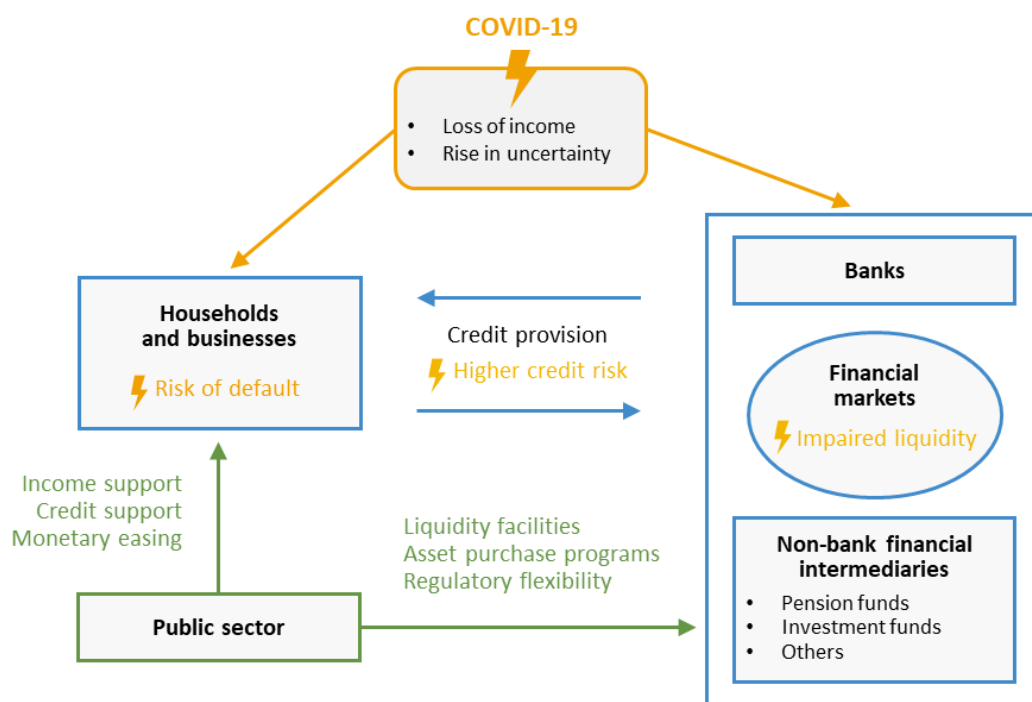 COVID-19
• Loss of income
• Rise in uncertainty
Households
and businesses
Risk of default
Credit provision
Higher credit risk
Banks
Financial
markets
Impaired liquidity
Non-bank financial
intermediaries
• Pension funds
• Investment funds
• Others
Income support
Credit support
Monetary easing
Liquidity facilities
Asset purchase programs
Regulatory flexibility
Public sector